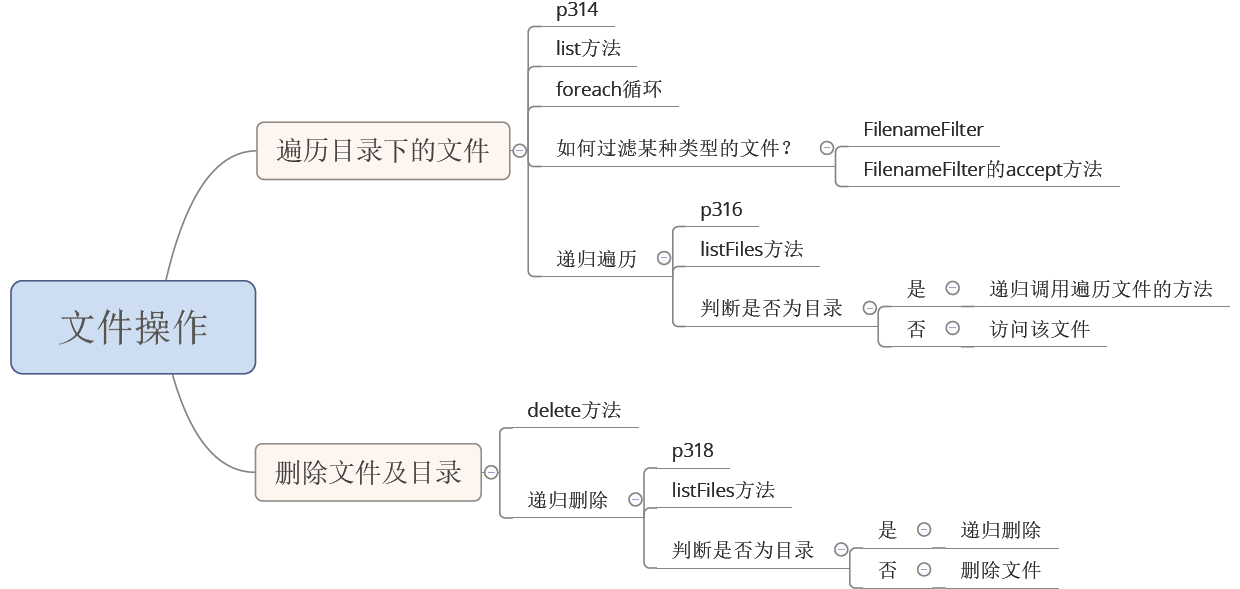 文件操作
遍历目录下的文件
p314
list方法
foreach循环
如何过滤某种类型的文件？
FilenameFilter
FilenameFilter的accept方法
递归遍历
p316
listFiles方法
判断是否为目录
是
递归调用遍历文件的方法
否
访问该文件
删除文件及目录
delete方法
递归删除
p318
listFiles方法
判断是否为目录
是
递归删除
否
删除文件